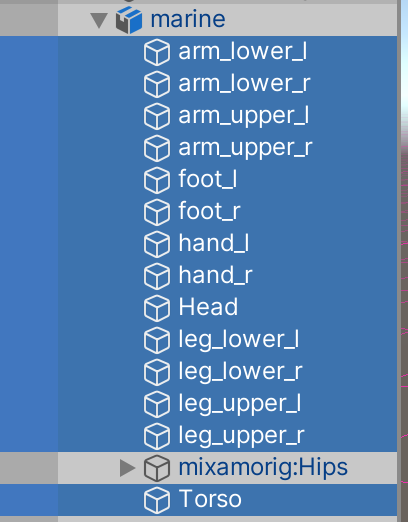 marine
arm_lower_l
arm_lower_r
arm_upper_l
arm_upper_r
foot_l
foot_r
hand_l
hand_r
Head
leg_lower_l
leg_lower_r
leg_upper_l
leg_upper_r
mixamorig:Hips
Torso